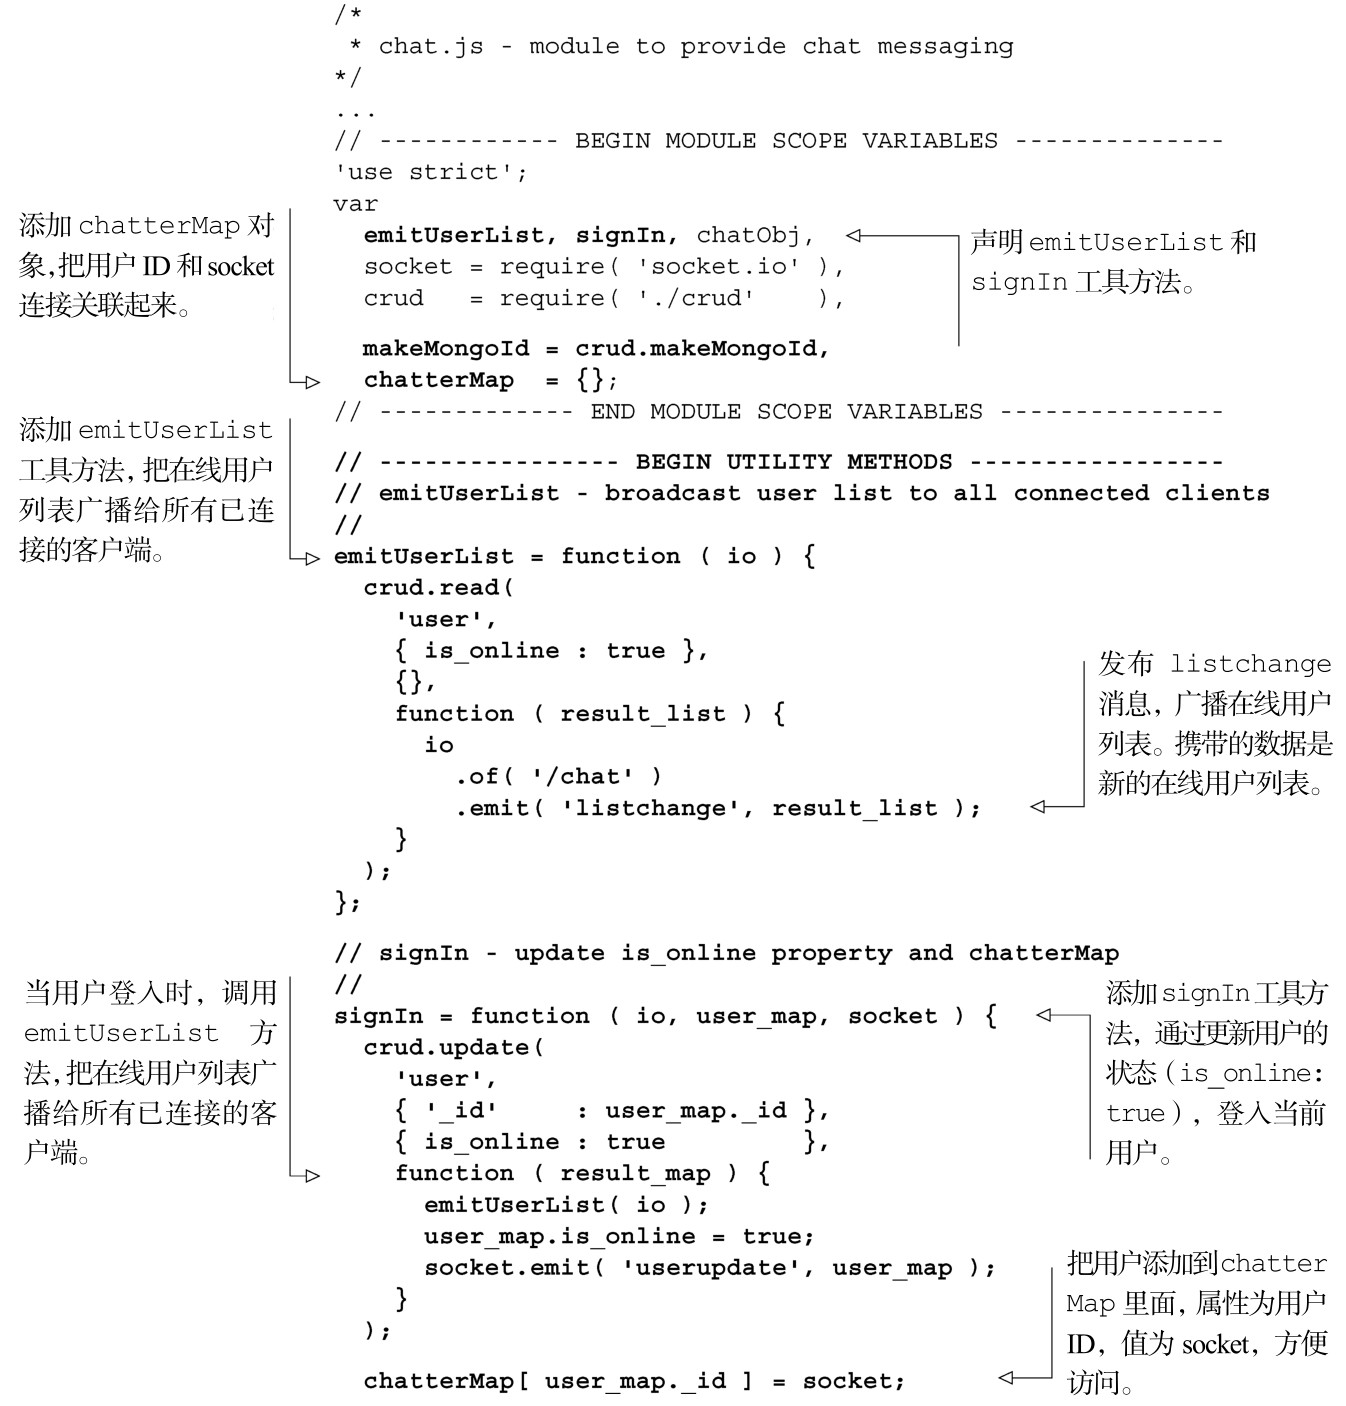 /*
 * chat.js - module to provide chat messaging
*/
...
// ------------ BEGIN MODULE SCOPE VARIABLES --------------
'use strict';
var
  emitUserList, signIn, chatObj,
  socket = require( 'socket.io' ),
  crud   = require( './crud'    ),
  makeMongoId = crud.makeMongoId,
  chatterMap  = {};
// ------------- END MODULE SCOPE VARIABLES ---------------
添加 chatterMap 对
象,把用户 ID 和 socket
连接关联起来。
声明 emitUserList 和
signIn 工具方法。
// ---------------- BEGIN UTILITY METHODS -----------------
// emitUserList - broadcast user list to all connected clients
//
emitUserList = function ( io ) {
  crud.read(
    'user',
    { is_online : true },
    {},
    function ( result_list ) {
      io
        .of( '/chat' )
        .emit( 'listchange', result_list );
    }
  );
};
添加 emitUserList
工具方法，把在线用户
列表广播给所有已连
接的客户端。
发布 listchange
消息，广播在线用户
列表。携带的数据是
新的在线用户列表。
// signIn - update is_online property and chatterMap
//
signIn = function ( io, user_map, socket ) {
  crud.update(
    'user',
    { '_id'     : user_map._id },
    { is_online : true         },
    function ( result_map ) {
      emitUserList( io );
      user_map.is_online = true;
      socket.emit( 'userupdate', user_map );
    }
  );
  chatterMap[ user_map._id ] = socket;
当用户登入时，调用
emitUserList 方
法，把在线用户列表广
播给所有已连接的客
户端。
添加 signIn 工具方
法，通过更新用户的
状态（is_online:
true），登入当前
用户。
把用户添加到 chatter
Map 里面，属性为用户
ID，值为 socket，方便
访问。